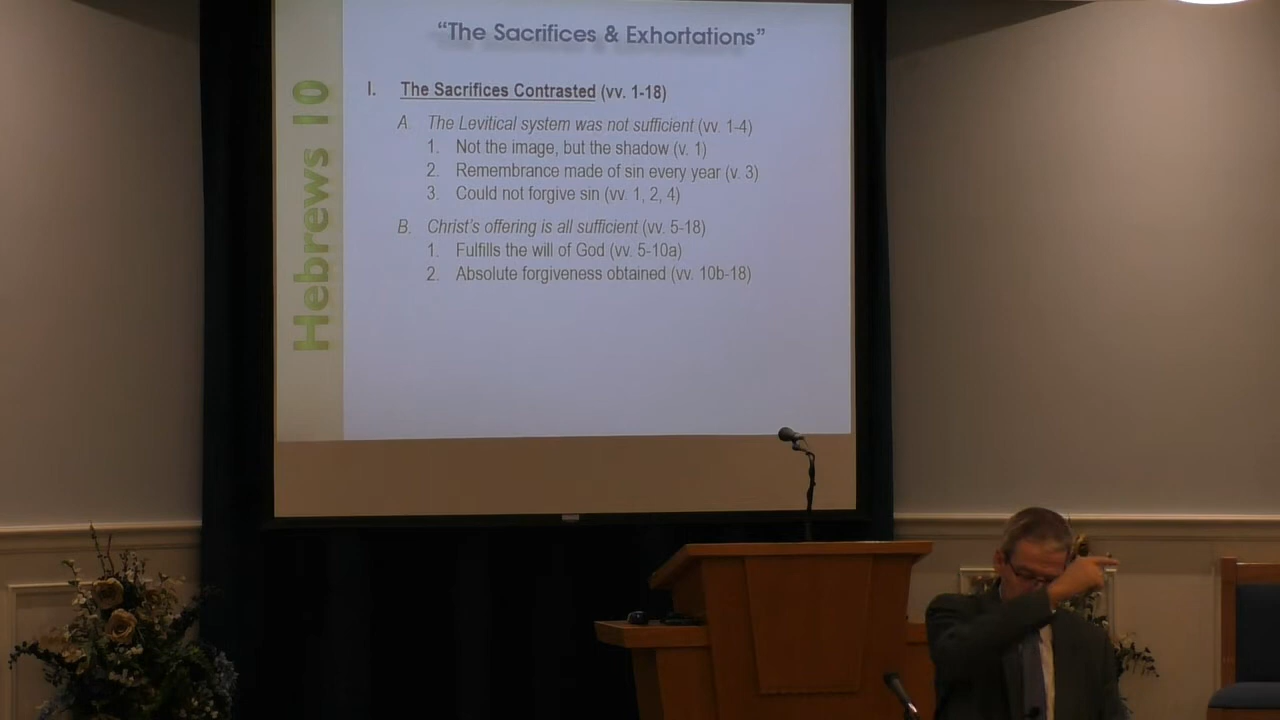 "The Sacrifices & Exhortations"
Hebrews 10
I. The Sacrifices Contrasted (vv. 1-18)
A. The Levitical system was not sufficient (vv. 1-4)
1. Not the image, but the shadow (v. 1)
2. Remembrance made of sin every year (v. 3)
3. Could not forgive sin (vv. 1, 2, 4)
B. Christ's offering is all sufficient (vv. 5-18)
1. Fulfills the will of God (vv. 5-10a)
2. Absolute forgiveness obtained (vv. 10b-18)